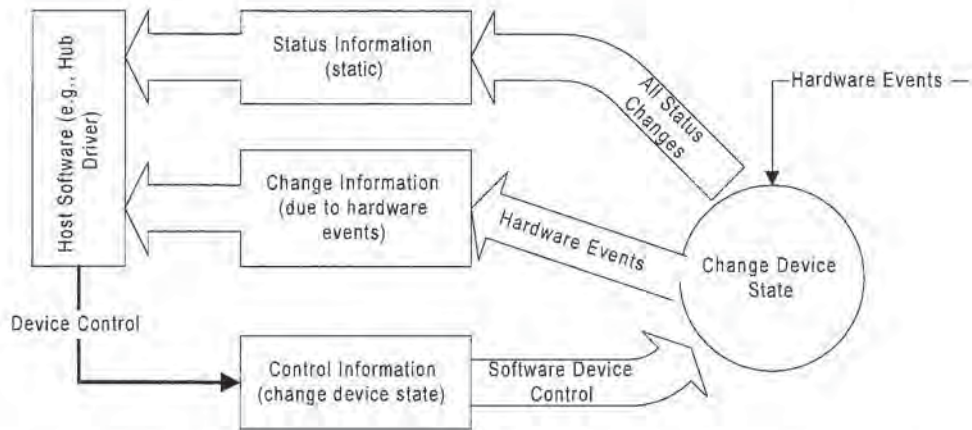 Host Software (e.g., Hub
Driver)
Status Information
(static)
All Status
Changes
Hardware Events
Change Information
(due to hardware
events)
Hardware Events
Change Device
State
Device Control
Control Information
(change device state)
Software Device
Control